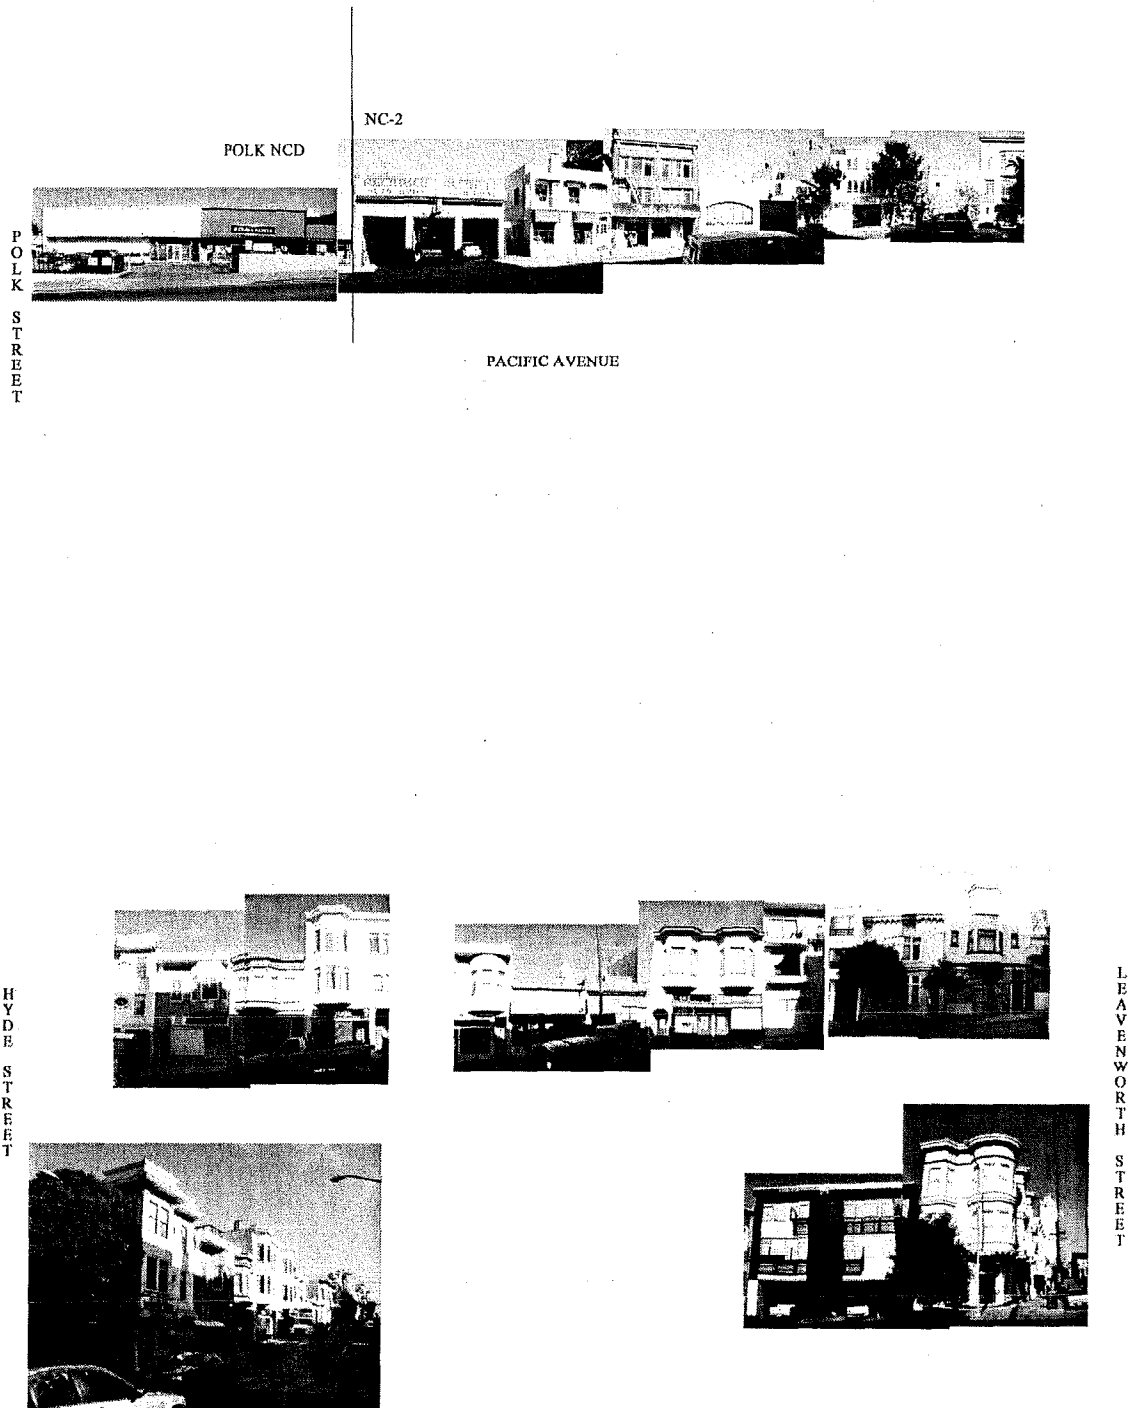 NC-2
POLK NCD
POLK STREET
PACIFIC AVENUE
HYDE STREET
LEAVENWORTH STREET